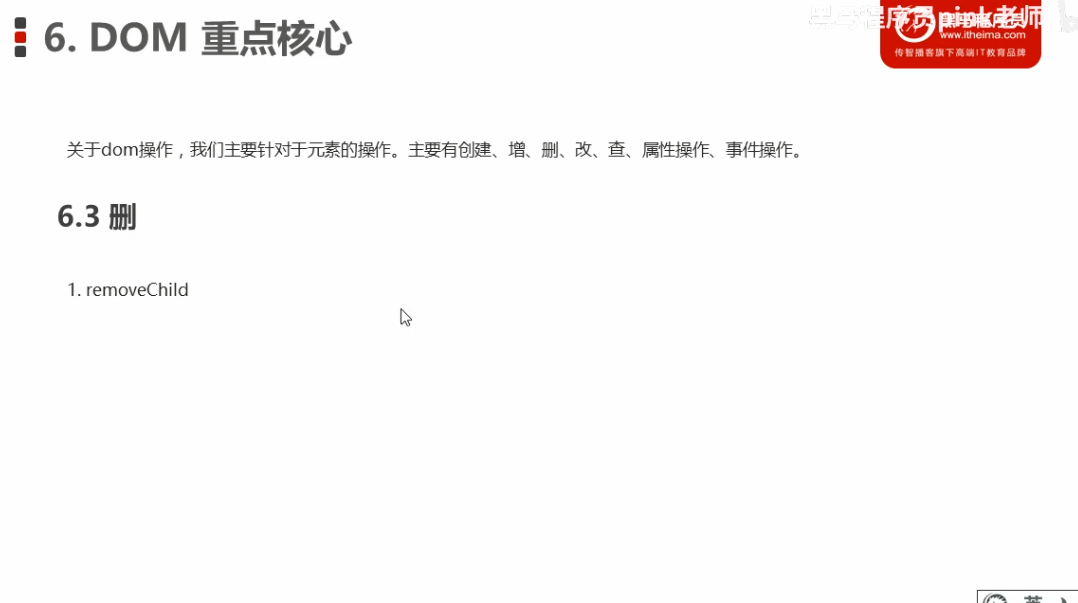 6. DOM 重点核心
黑马程序员pink老师
www.itheima.com
传智播客旗下高端IT教育品牌
关于dom操作，我们主要针对于元素的操作。主要有创建、增、删、改、查、属性操作、事件操作。
6.3 删
1. removeChild
英